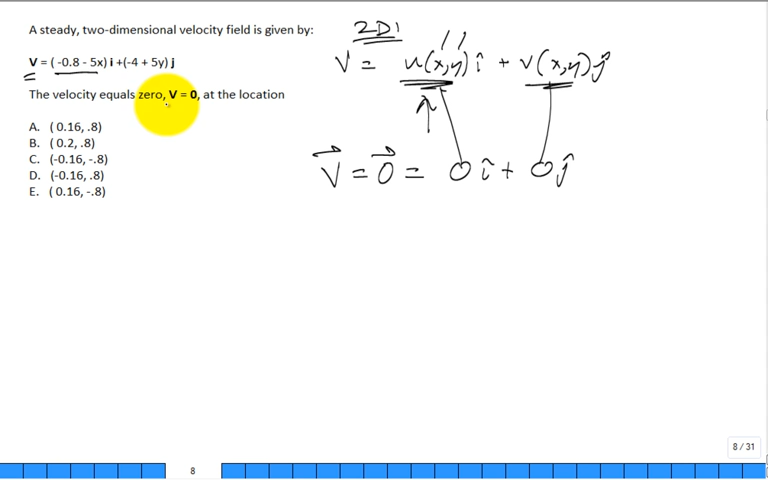 A steady, two-dimensional velocity field is given by:
V = ( -0.8 - 5x) i +(-4 + 5y) j
The velocity equals zero, V = 0, at the location
A. ( 0.16, .8)
B. ( 0.2, .8)
C. (-0.16, -.8)
D. (-0.16, .8)
E. ( 0.16, -.8)
2D
V = u(x,y) î + v(x,y) ĵ
V⃗ = 0⃗ = 0 î + 0 ĵ
8 / 31
8